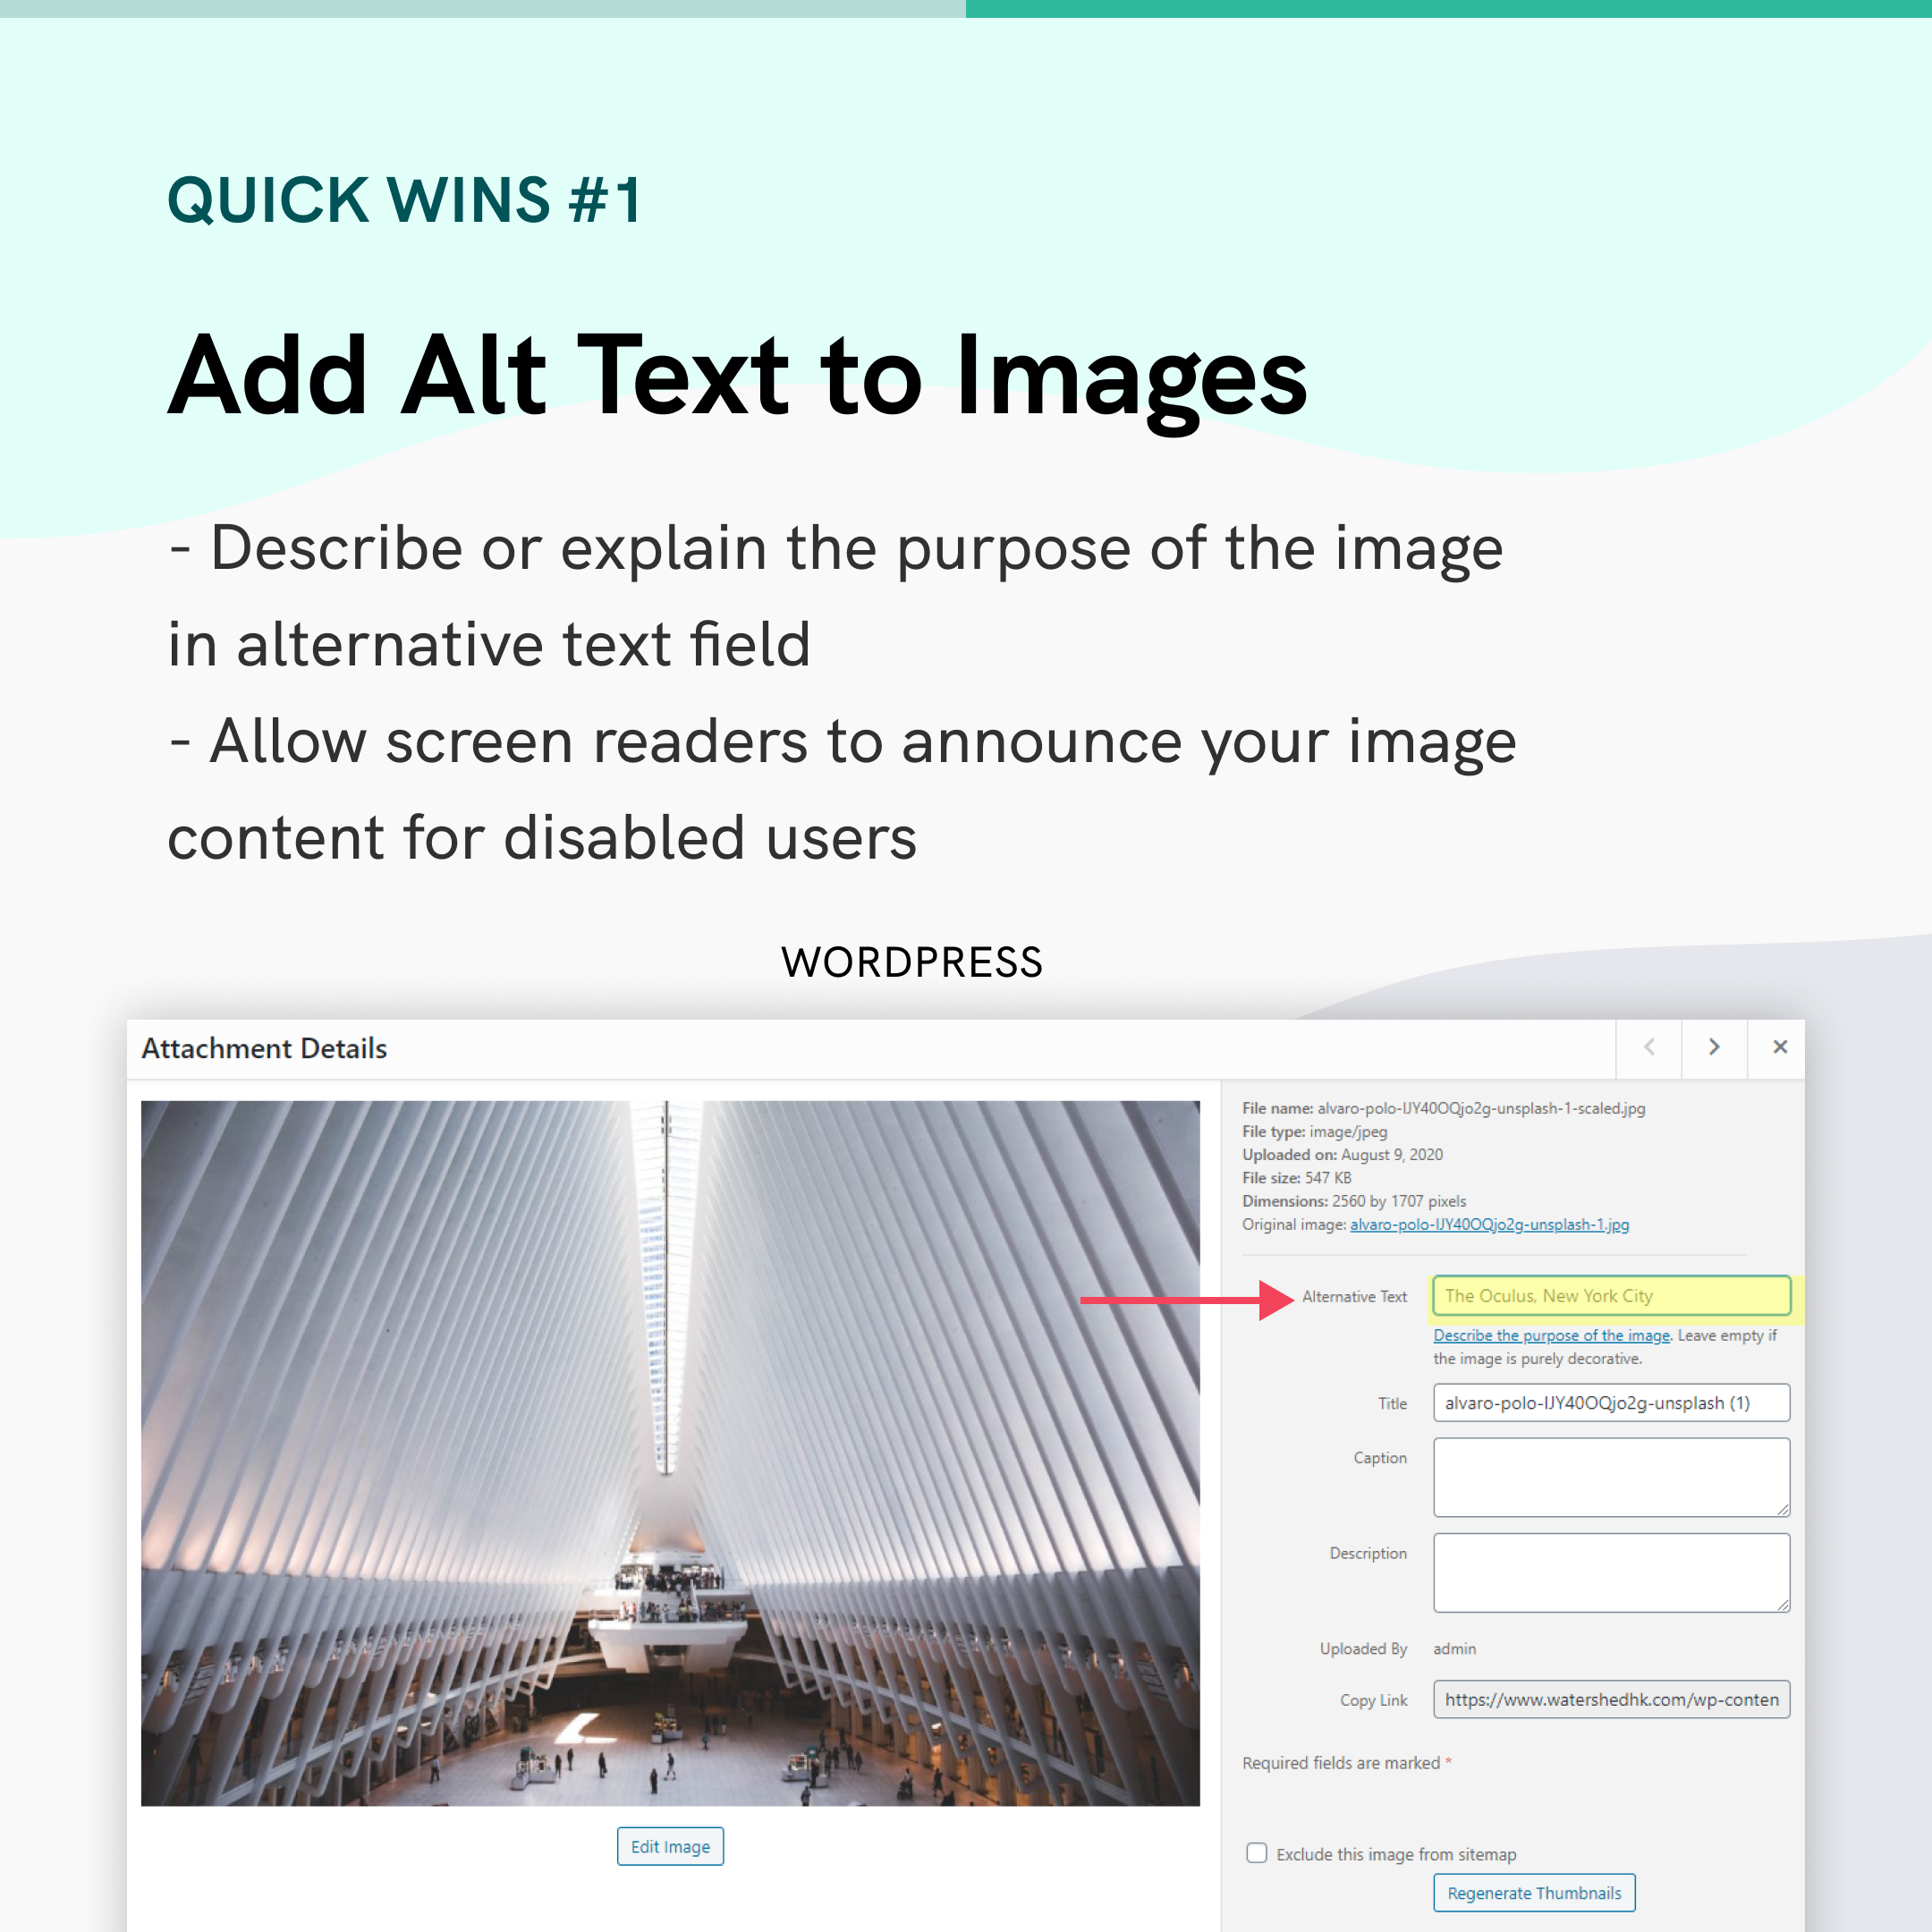 QUICK WINS #1
Add Alt Text to Images
- Describe or explain the purpose of the image
in alternative text field
- Allow screen readers to announce your image
content for disabled users
WORDPRESS
Attachment Details
File name: alvaro-polo-IJY40OQjo2g-unsplash-1-scaled.jpg
File type: image/jpeg
Uploaded on: August 9, 2020
File size: 547 KB
Dimensions: 2560 by 1707 pixels
Original image: alvaro-polo-IJY40OQjo2g-unsplash-1.jpg
Alternative Text
The Oculus, New York City
Describe the purpose of the image. Leave empty if
the image is purely decorative.
Title
alvaro-polo-IJY40OQjo2g-unsplash (1)
Caption
Description
Uploaded By
admin
Copy Link
https://www.watershedhk.com/wp-conten
Required fields are marked *
Edit Image
Exclude this image from sitemap
Regenerate Thumbnails